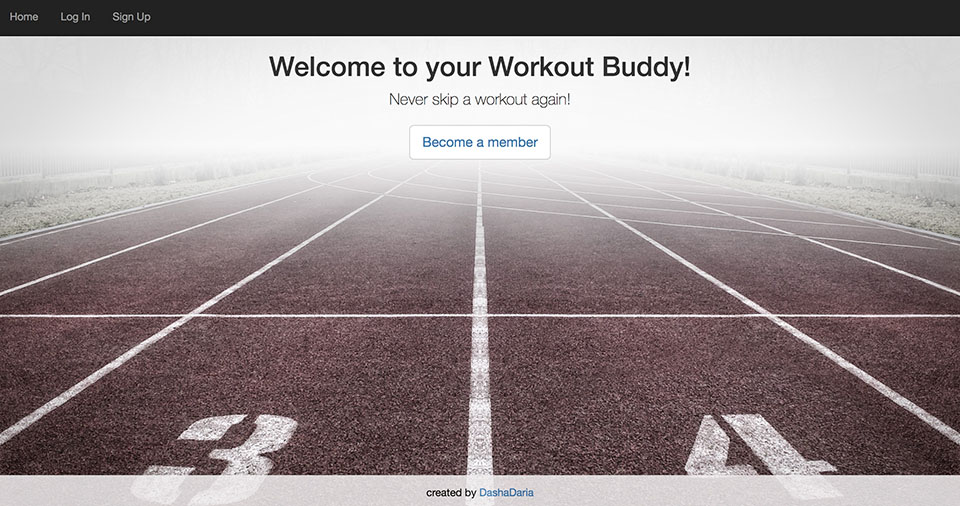 Home Log In Sign Up
Welcome to your Workout Buddy!
Never skip a workout again!
Become a member
3 4
created by DashaDaria